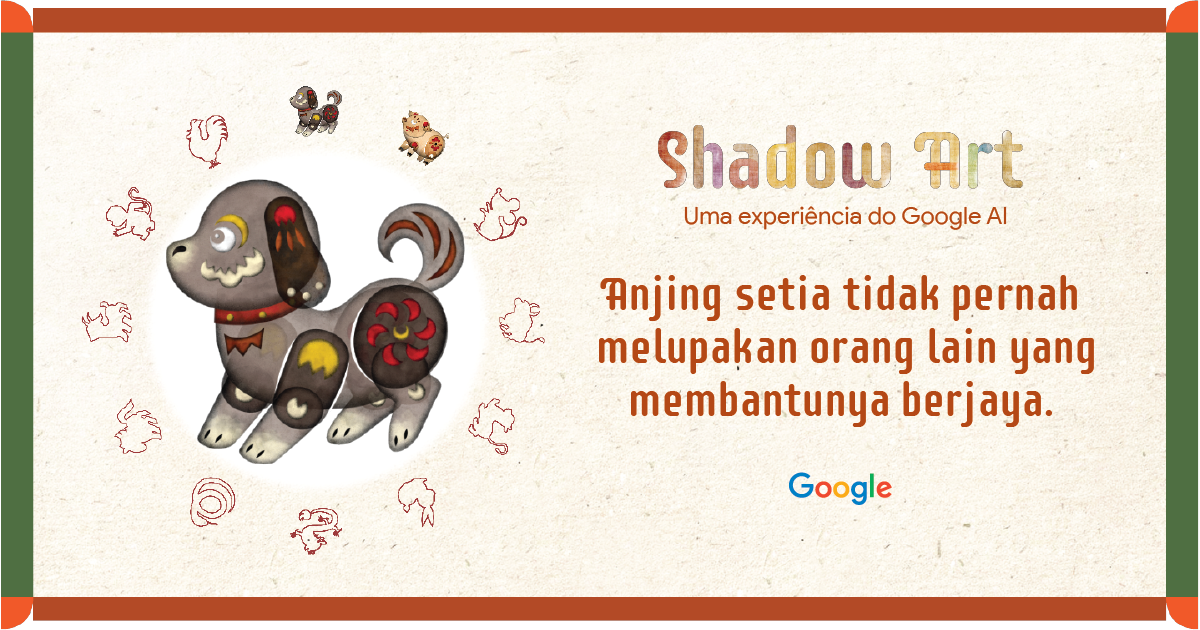 Shadow Art
Uma experiência do Google AI
Anjing setia tidak pernah
melupakan orang lain yang
membantunya berjaya.
Google